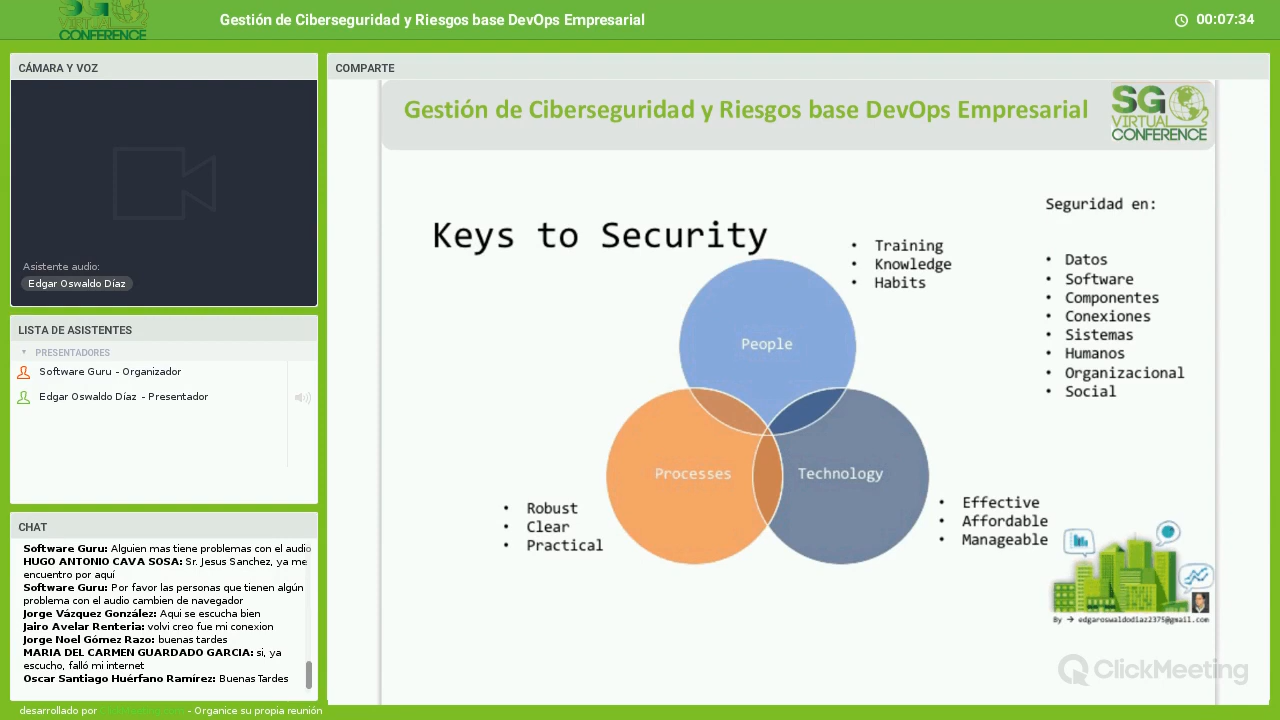 SG
VIRTUAL
CONFERENCE
Gestión de Ciberseguridad y Riesgos base DevOps Empresarial
00:07:34
CÁMARA Y VOZ
Asistente audio:
Edgar Oswaldo Díaz
LISTA DE ASISTENTES
PRESENTADORES
Software Guru - Organizador
Edgar Oswaldo Díaz - Presentador
CHAT
Software Guru: Alguien mas tiene problemas con el audio
HUGO ANTONIO CAVA SOSA: Sr. Jesus Sanchez, ya me
encuentro por aquí
Software Guru: Por favor las personas que tienen algún
problema con el audio cambien de navegador
Jorge Vázquez González: Aqui se escucha bien
Jairo Avelar Renteria: volvi creo fue mi conexion
Jorge Noel Gómez Razo: buenas tardes
MARIA DEL CARMEN GUARDADO GARCIA: si, ya
escucho, falló mi internet
Oscar Santiago Huérfano Ramírez: Buenas Tardes
desarrollado por - Organice su propia reunión
COMPARTE
Gestión de Ciberseguridad y Riesgos base DevOps Empresarial
SG
VIRTUAL
CONFERENCE
Keys to Security
• Training
• Knowledge
• Habits
People
Processes
Technology
• Robust
• Clear
• Practical
• Effective
• Affordable
• Manageable
Seguridad en:
• Datos
• Software
• Componentes
• Conexiones
• Sistemas
• Humanos
• Organizacional
• Social
By → edgaroswaldodiaz2375@gmail.com
ClickMeeting